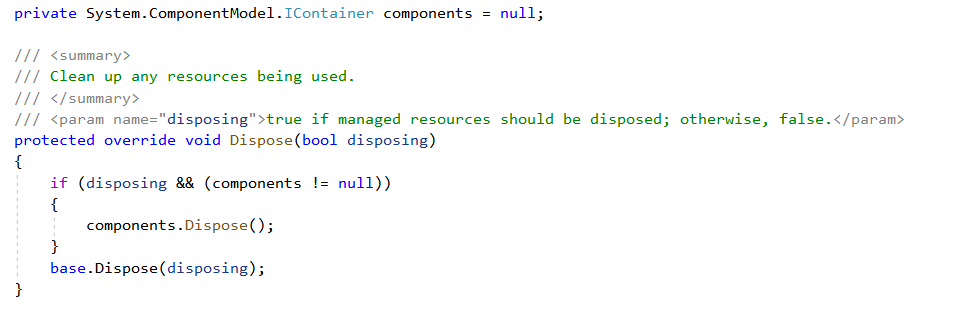 private System.ComponentModel.IContainer components = null;
/// <summary>
/// Clean up any resources being used.
/// </summary>
/// <param name="disposing">true if managed resources should be disposed; otherwise, false.</param>
protected override void Dispose(bool disposing)
{
    if (disposing && (components != null))
    {
        components.Dispose();
    }
    base.Dispose(disposing);
}